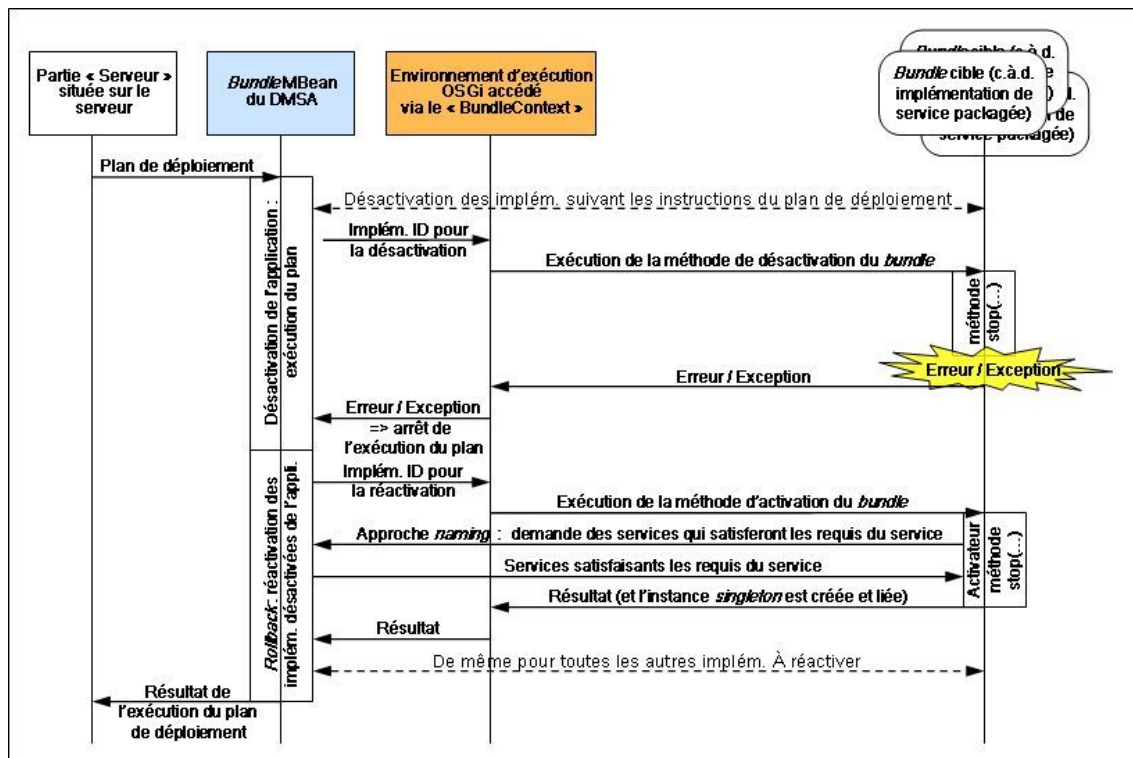 Partie « Serveur »
située sur le
serveur
BundleMBean
du DMSA
Environnement d'exécution
OSGi accédé
via le « BundleContext »
Bundle cible (c.à.d.
Bundle cible (c.à.d.
implémentation de
service packagée)
d.
n de
service packagée)
Plan de déploiement
Désactivation des implém. suivant les instructions du plan de déploiement
Implém. ID pour
la désactivation
Exécution de la méthode de désactivation du bundle
Désactivation de l'application :
exécution du plan
méthode
stop(...)
Erreur / Exception
Erreur / Exception
Erreur / Exception
=> arrêt de
l'exécution du plan
Implém. ID pour
la réactivation
Exécution de la méthode d'activation du bundle
Approche naming : demande des services qui satisferont les requis du service
Services satisfaisants les requis du service
Activateur
méthode
stop(...)
Résultat (et l'instance singleton est créée et liée)
Résultat
Rollback : réactivation des
implém. désactivées de l'appli.
De même pour toutes les autres implém. À réactiver
Résultat de
l'exécution du plan
de déploiement